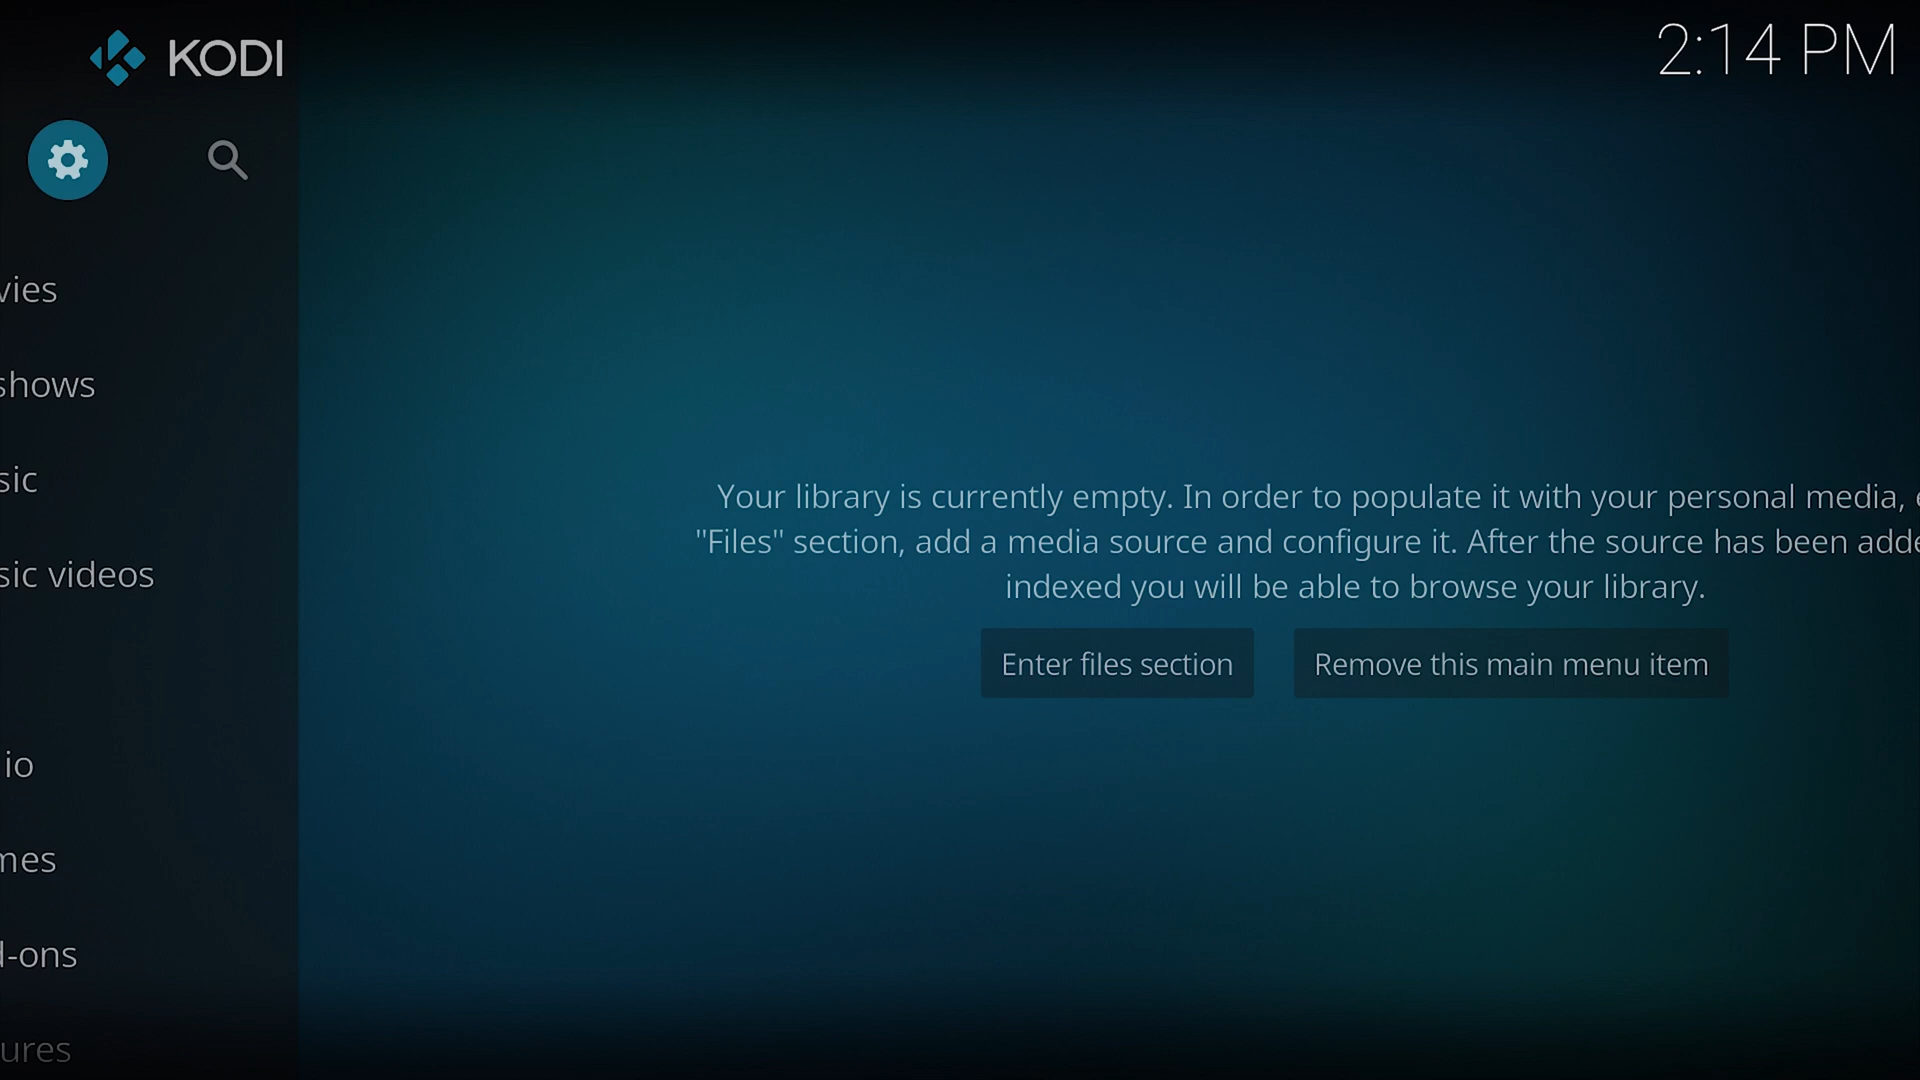 KODI
2:14 PM
vies
shows
sic
sic videos
io
mes
d-ons
ures
Your library is currently empty. In order to populate it with your personal media,
"Files" section, add a media source and configure it. After the source has been adde
indexed you will be able to browse your library.
Enter files section
Remove this main menu item